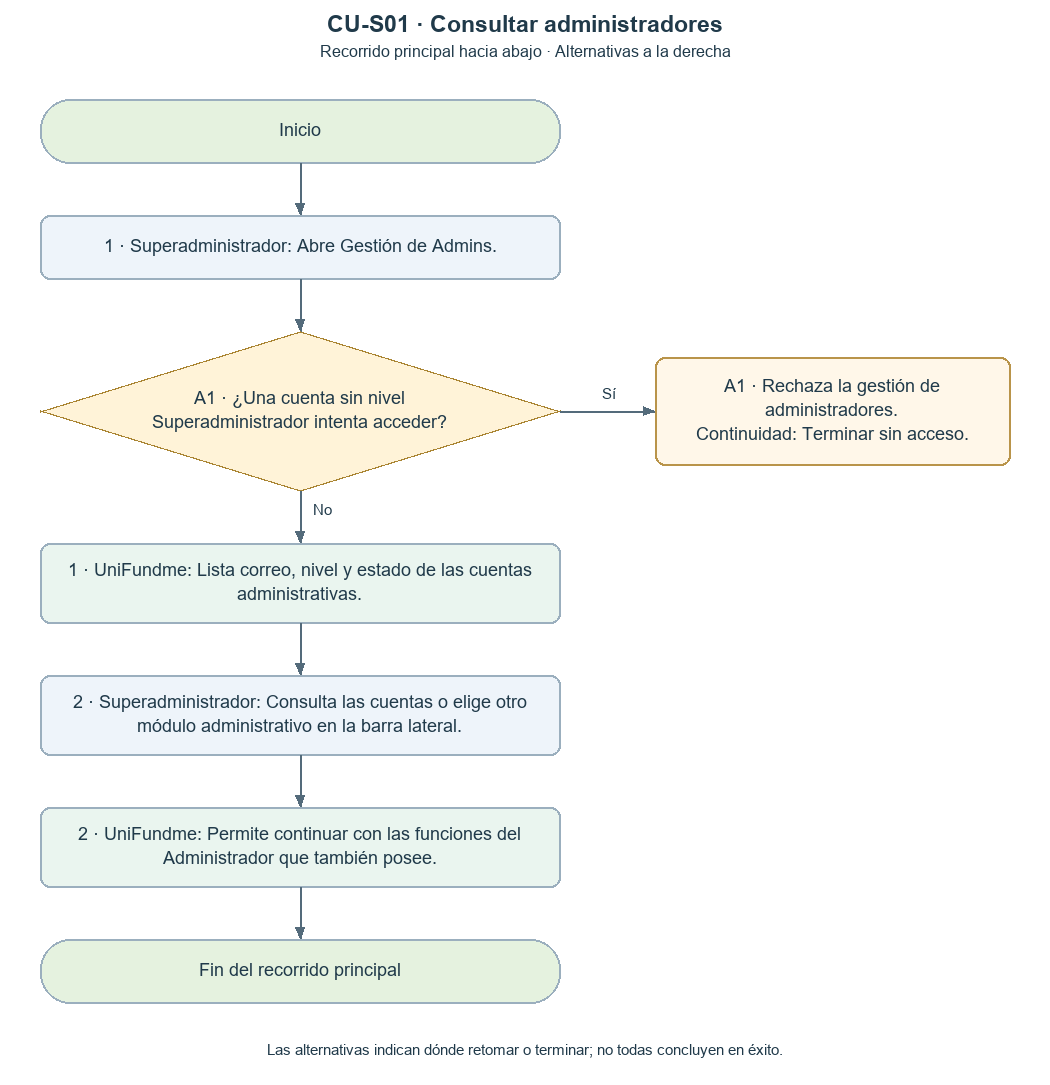 CU-S01 · Consultar administradores
Recorrido principal hacia abajo · Alternativas a la derecha
Inicio
1 · Superadministrador: Abre Gestión de Admins.
A1 · ¿Una cuenta sin nivel
Superadministrador intenta acceder?
Sí
A1 · Rechaza la gestión de
administradores.
Continuidad: Terminar sin acceso.
No
1 · UniFundme: Lista correo, nivel y estado de las cuentas
administrativas.
2 · Superadministrador: Consulta las cuentas o elige otro
módulo administrativo en la barra lateral.
2 · UniFundme: Permite continuar con las funciones del
Administrador que también posee.
Fin del recorrido principal
Las alternativas indican dónde retomar o terminar; no todas concluyen en éxito.